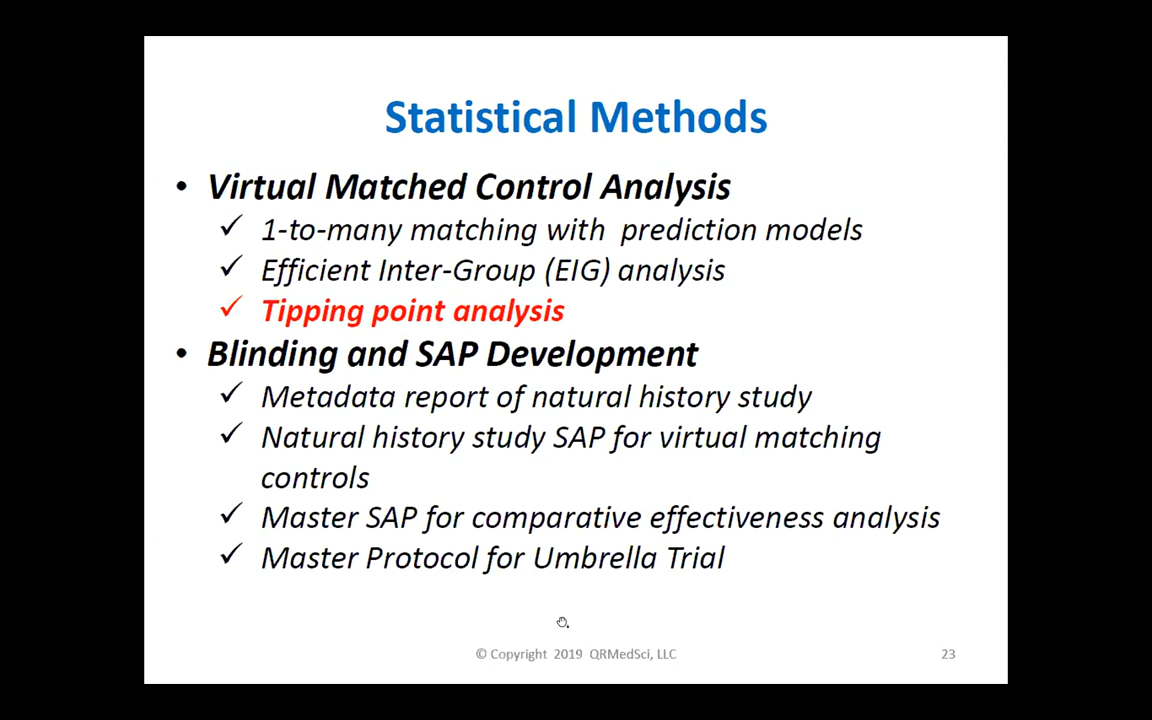 Statistical Methods
• Virtual Matched Control Analysis
✓ 1-to-many matching with prediction models
✓ Efficient Inter-Group (EIG) analysis
✓ Tipping point analysis
• Blinding and SAP Development
✓ Metadata report of natural history study
✓ Natural history study SAP for virtual matching
controls
✓ Master SAP for comparative effectiveness analysis
✓ Master Protocol for Umbrella Trial
© Copyright 2019 QRMedSci, LLC
23